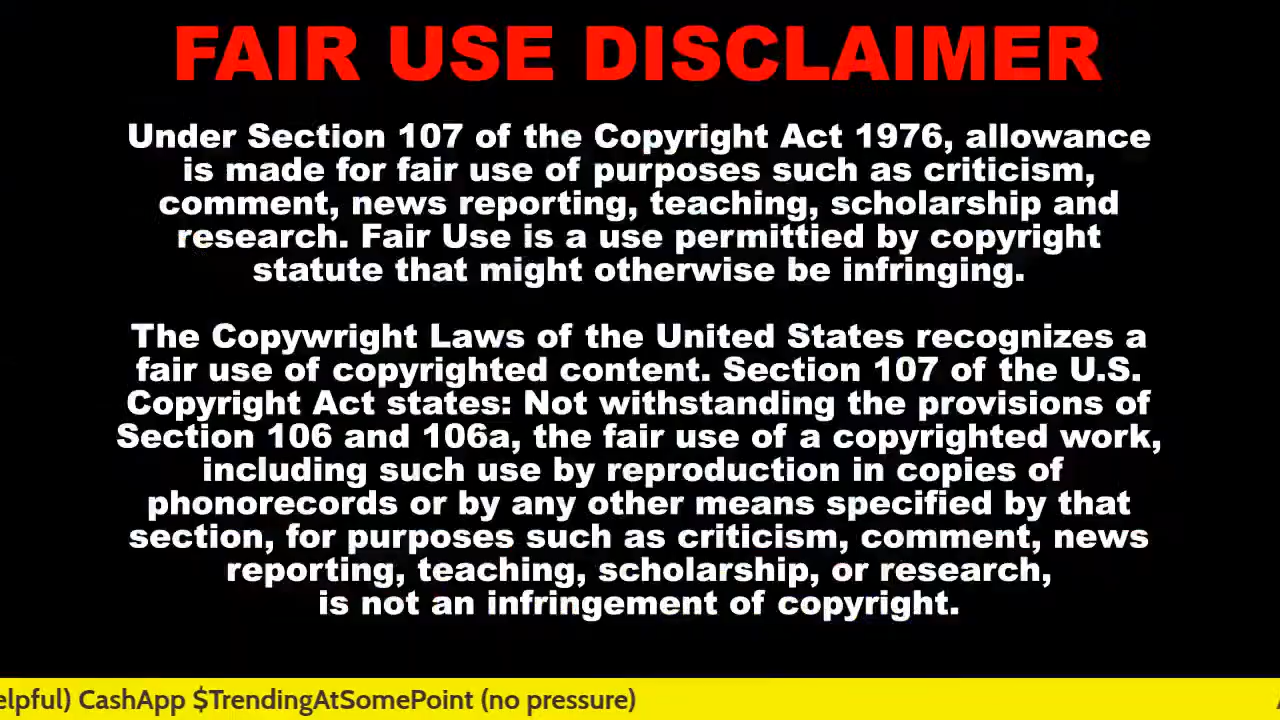 FAIR USE DISCLAIMER
Under Section 107 of the Copyright Act 1976, allowance
is made for fair use of purposes such as criticism,
comment, news reporting, teaching, scholarship and
research. Fair Use is a use permittied by copyright
statute that might otherwise be infringing.
The Copywright Laws of the United States recognizes a
fair use of copyrighted content. Section 107 of the U.S.
Copyright Act states: Not withstanding the provisions of
Section 106 and 106a, the fair use of a copyrighted work,
including such use by reproduction in copies of
phonorecords or by any other means specified by that
section, for purposes such as criticism, comment, news
reporting, teaching, scholarship, or research,
is not an infringement of copyright.
elpful) CashApp $TrendingAtSomePoint (no pressure)